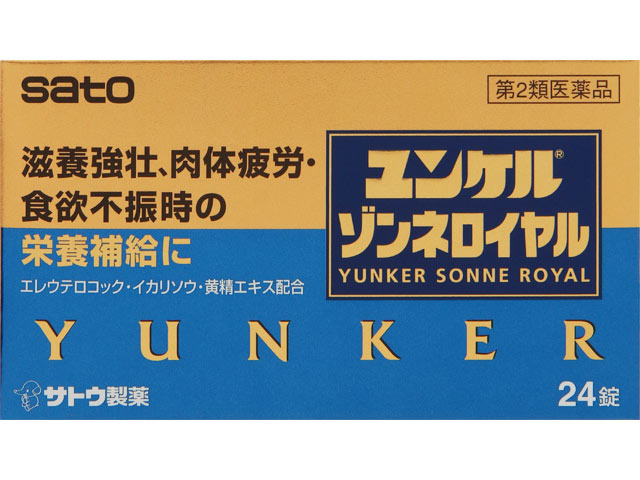 sato
第2類医薬品
滋養強壮、肉体疲労・
食欲不振時の
栄養補給に
エレウテロコック・イカリソウ・黄精エキス配合
ユンケル®
ゾンネロイヤル
YUNKER SONNE ROYAL
YUNKER
サトウ製薬
24錠